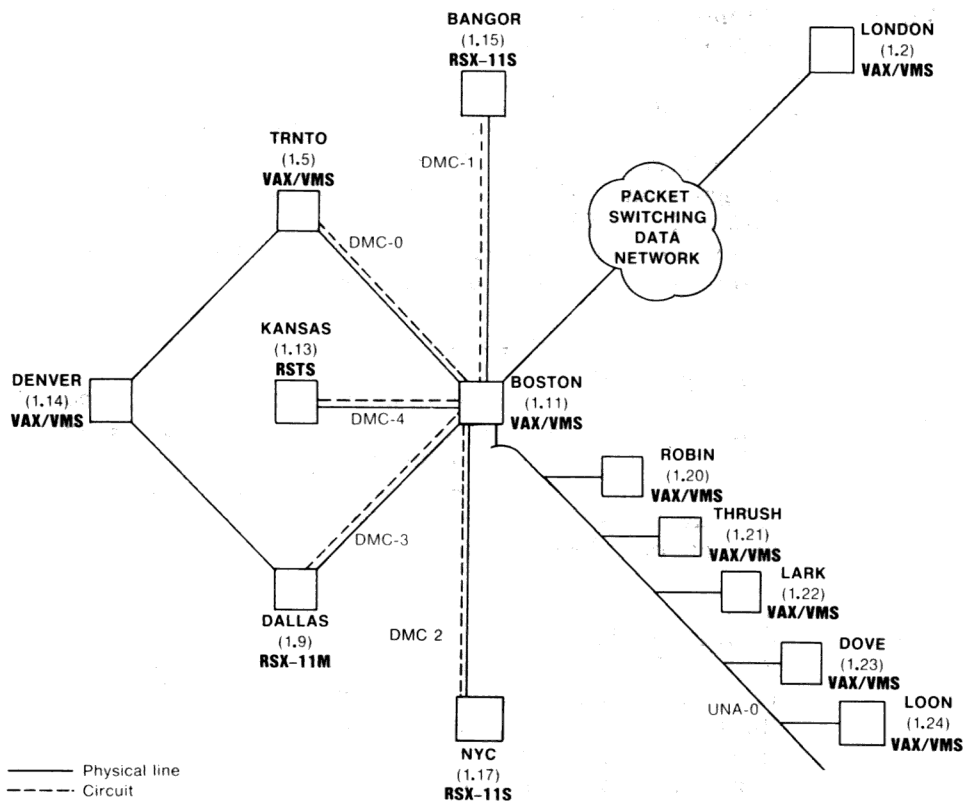 BANGOR
(1.15)
RSX-11S
LONDON
(1.2)
VAX/VMS
TRNTO
(1.5)
VAX/VMS
DMC-1
PACKET
SWITCHING
DATA
NETWORK
DMC-0
KANSAS
(1.13)
RSTS
DENVER
(1.14)
VAX/VMS
BOSTON
(1.11)
VAX/VMS
DMC-4
ROBIN
(1.20)
VAX/VMS
THRUSH
(1.21)
VAX/VMS
DMC-3
LARK
(1.22)
VAX/VMS
DALLAS
(1.9)
RSX-11M
DMC 2
DOVE
(1.23)
VAX/VMS
UNA-0
LOON
(1.24)
VAX/VMS
NYC
(1.17)
RSX-11S
Physical line
Circuit